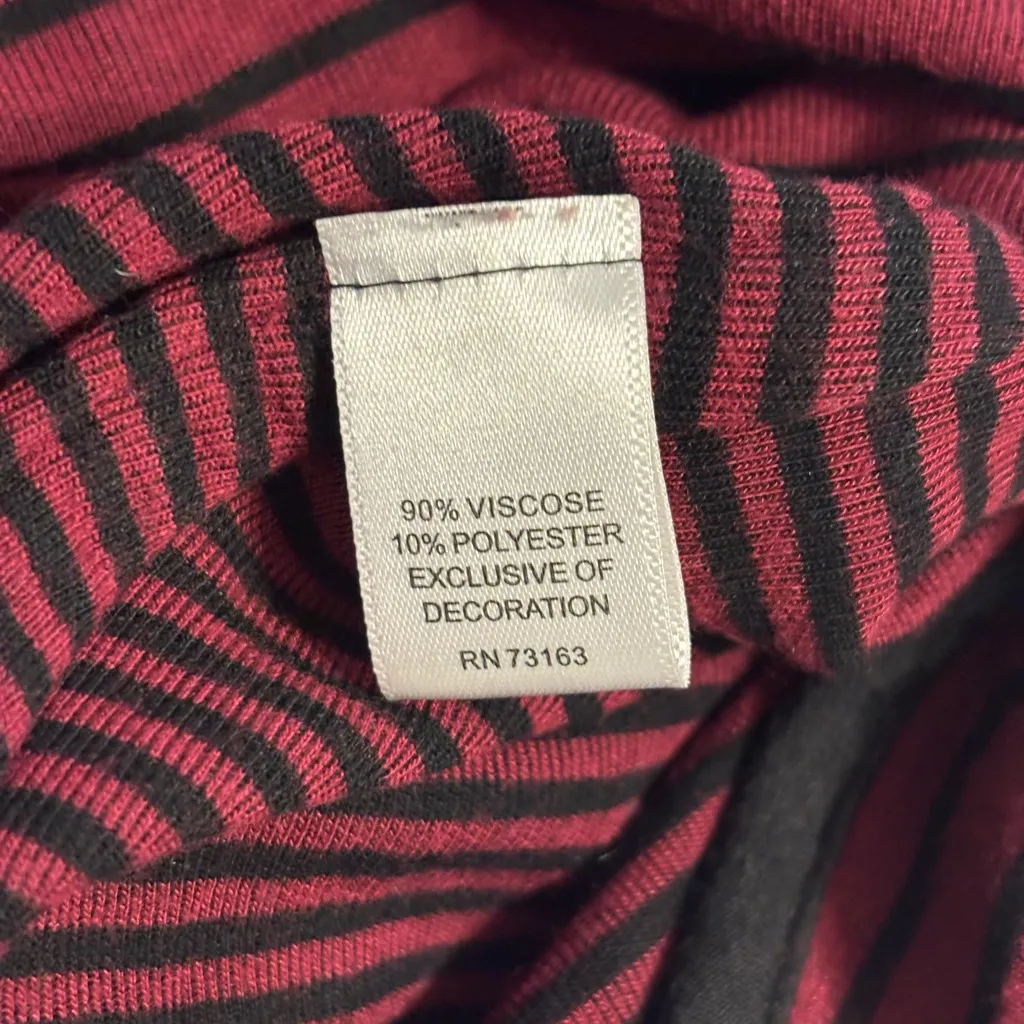 90% VISCOSE
10% POLYESTER
EXCLUSIVE OF
DECORATION
RN 73163